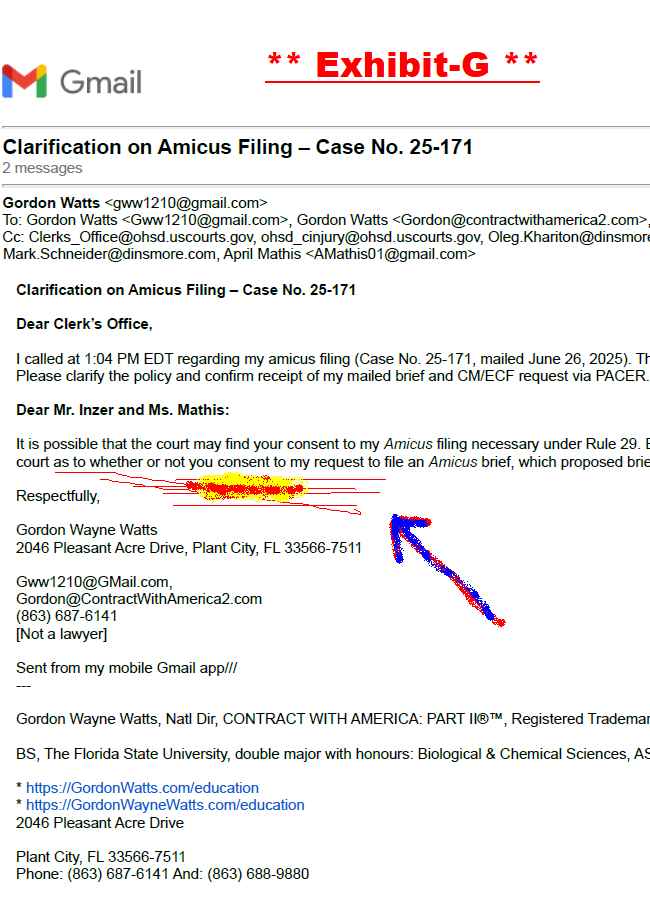 ** Exhibit-G **
Gmail
Clarification on Amicus Filing – Case No. 25-171
2 messages
Gordon Watts <gww1210@gmail.com>
To: Gordon Watts <Gww1210@gmail.com>, Gordon Watts <Gordon@contractwithamerica2.com>,
Cc: Clerks_Office@ohsd.uscourts.gov, ohsd_cinjury@ohsd.uscourts.gov, Oleg.Khariton@dinsmore
Mark.Schneider@dinsmore.com, April Mathis <AMathis01@gmail.com>
Clarification on Amicus Filing – Case No. 25-171
Dear Clerk's Office,
I called at 1:04 PM EDT regarding my amicus filing (Case No. 25-171, mailed June 26, 2025). Th
Please clarify the policy and confirm receipt of my mailed brief and CM/ECF request via PACER.
Dear Mr. Inzer and Ms. Mathis:
It is possible that the court may find your consent to my Amicus filing necessary under Rule 29.
court as to whether or not you consent to my request to file an Amicus brief, which proposed brie
Respectfully,
Gordon Wayne Watts
2046 Pleasant Acre Drive, Plant City, FL 33566-7511
Gww1210@GMail.com,
Gordon@ContractWithAmerica2.com
(863) 687-6141
[Not a lawyer]
Sent from my mobile Gmail app///
---
Gordon Wayne Watts, Natl Dir, CONTRACT WITH AMERICA: PART II®™, Registered Tradema
BS, The Florida State University, double major with honours: Biological & Chemical Sciences, AS
* https://GordonWatts.com/education
* https://GordonWayneWatts.com/education
2046 Pleasant Acre Drive
Plant City, FL 33566-7511
Phone: (863) 687-6141 And: (863) 688-9880